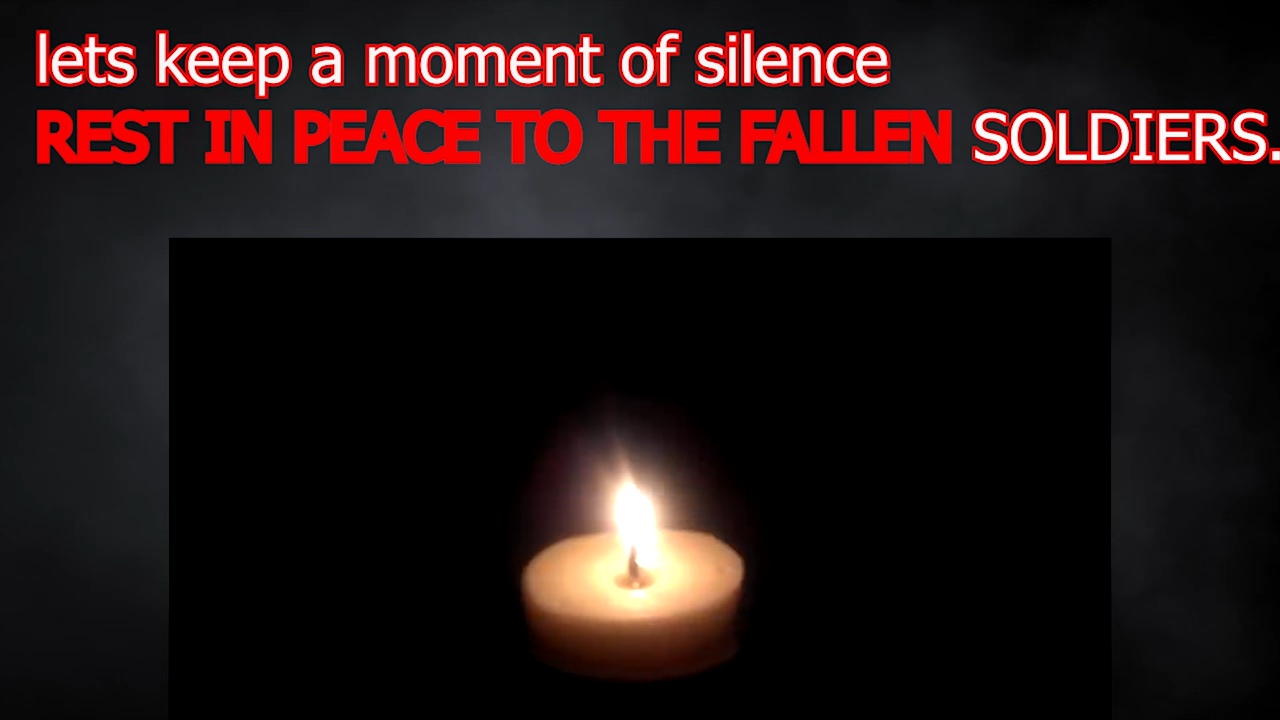 lets keep a moment of silence
REST IN PEACE TO THE FALLEN SOLDIERS.